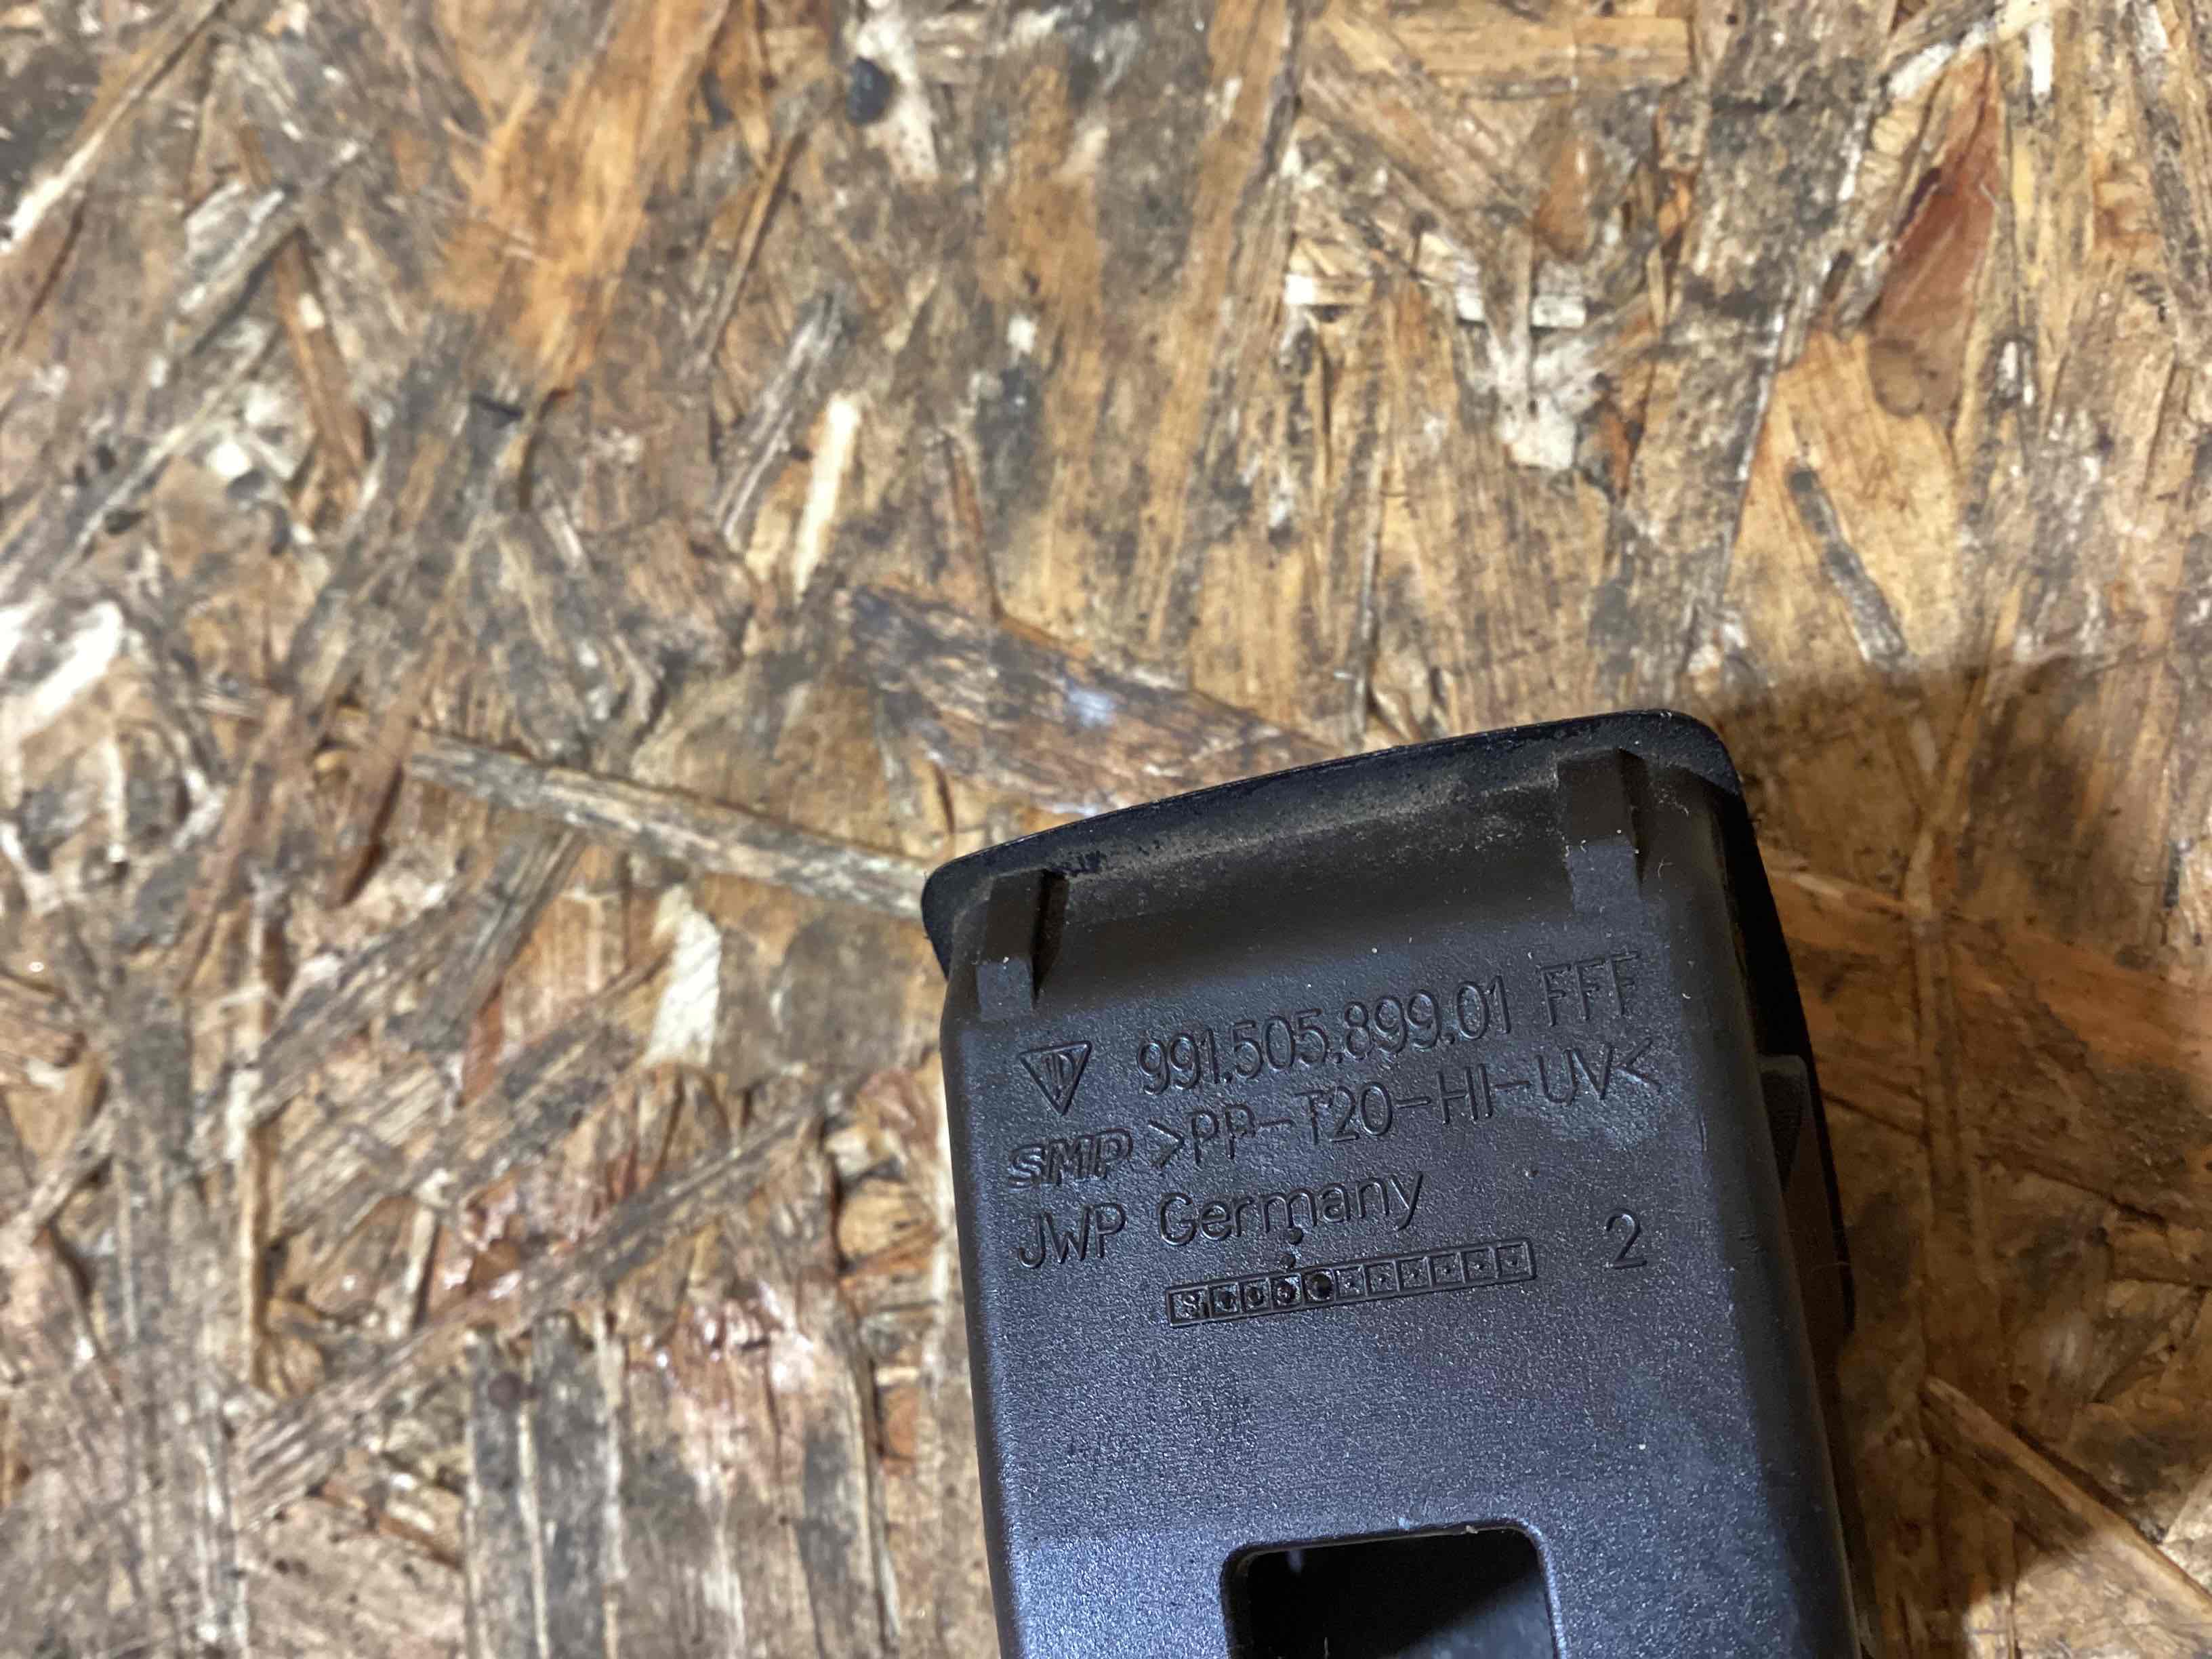 991.505.899.01 FFF
SMP >PP-T20-HI-UV<
JWP Germany
2